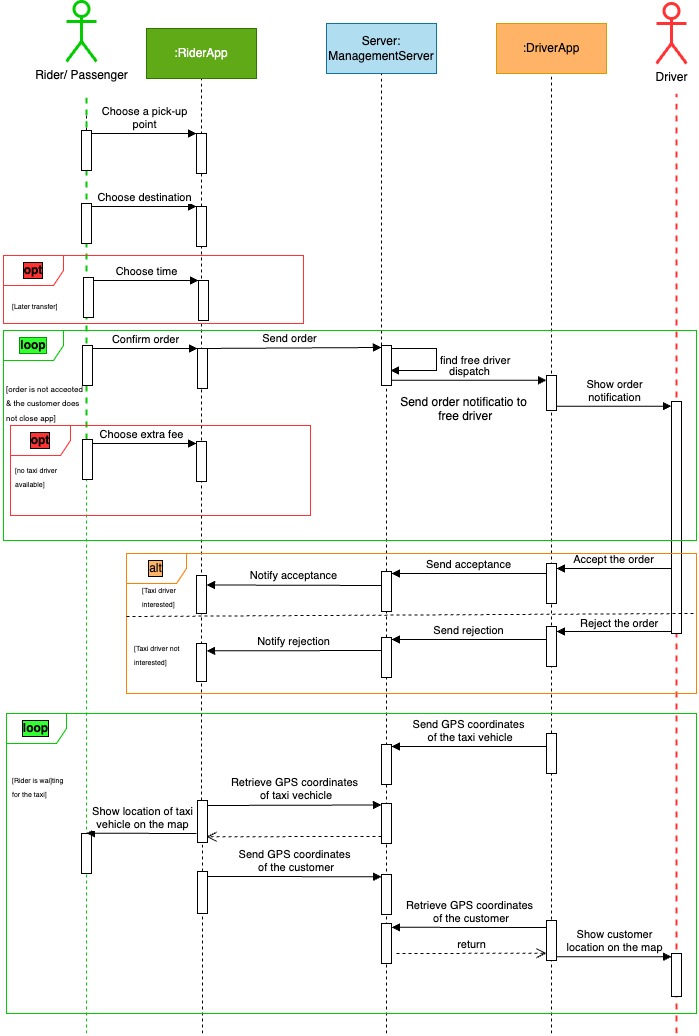 Rider/ Passenger
:RiderApp
Server:
ManagementServer
:DriverApp
Driver
Choose a pick-up
point
Choose destination
opt
Choose time
[Later transfer]
loop
Confirm order
Send order
find free driver
dispatch
[order is not acceoted
& the customer does
not close app]
Send order notificatio to
free driver
Show order
notification
opt
Choose extra fee
[no taxi driver
available]
alt
Accept the order
Send acceptance
Notify acceptance
[Taxi driver
interested]
Reject the order
Send rejection
Notify rejection
[Taxi driver not
interested]
loop
Send GPS coordinates
of the taxi vehicle
[Rider is waiting
for the taxi]
Retrieve GPS coordinates
of taxi vechicle
Show location of taxi
vehicle on the map
Send GPS coordinates
of the customer
Retrieve GPS coordinates
of the customer
return
Show customer
location on the map